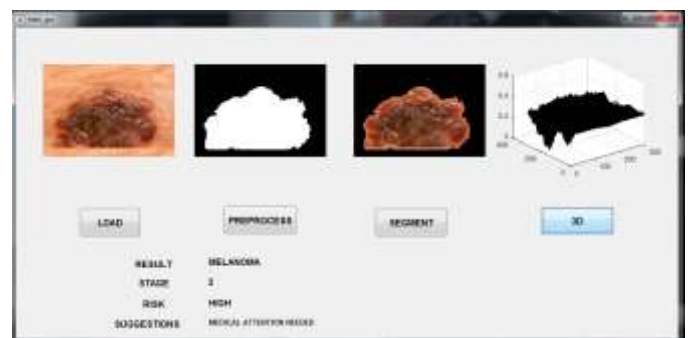 LOAD PREPROCESS SEGMENT 3D
RESULT MELANOMA
STAGE 2
RISK HIGH
SUGGESTIONS MEDICAL ATTENTION NEEDED